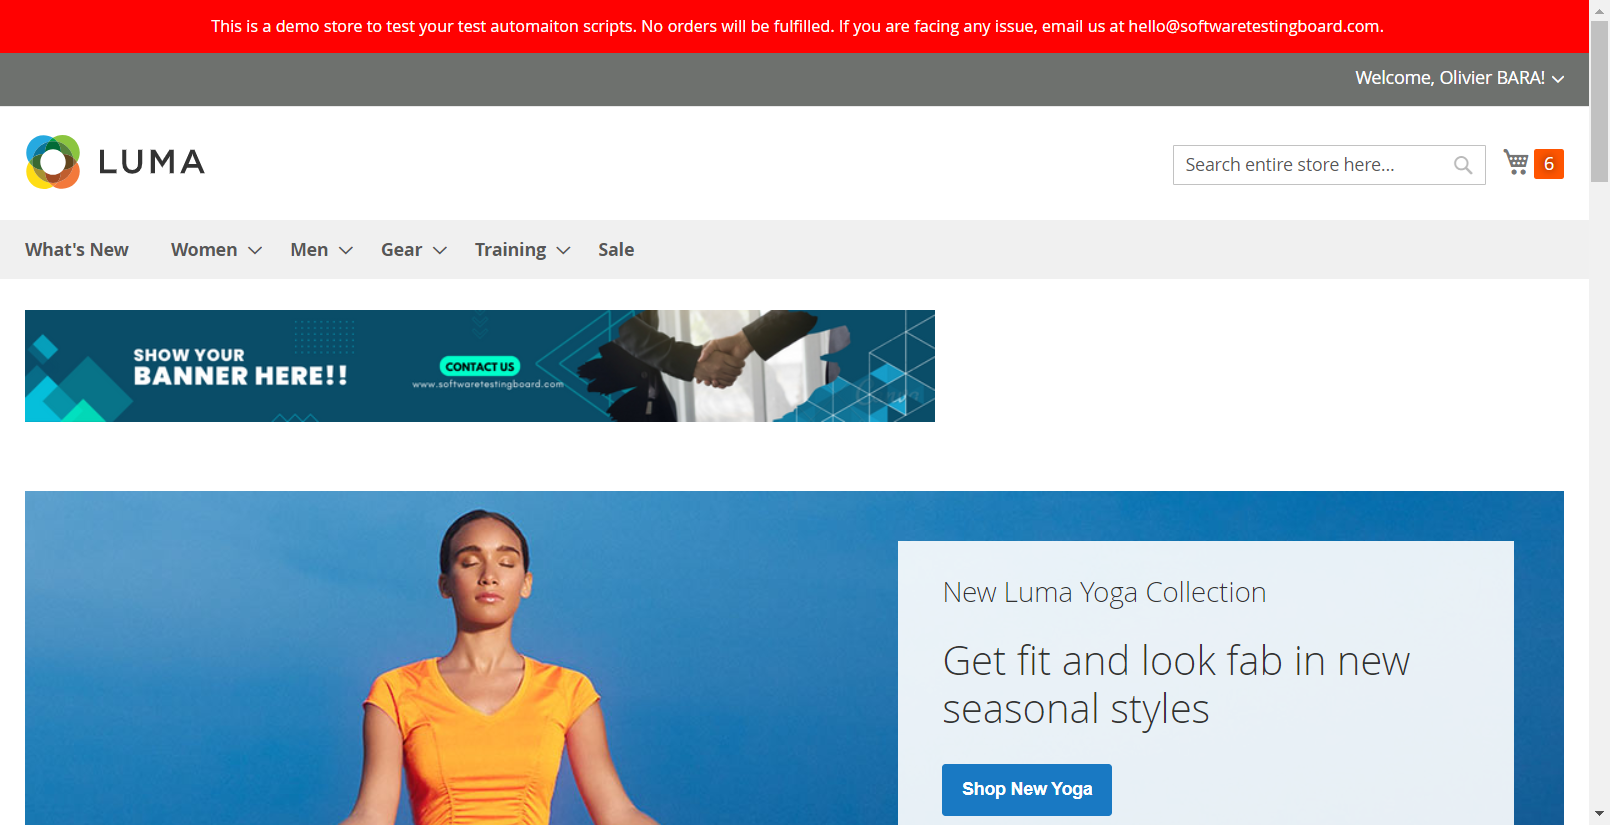 This is a demo store to test your test automaiton scripts. No orders will be fulfilled. If you are facing any issue, email us at hello@softwaretestingboard.com.
Welcome, Olivier BARA!
LUMA
Search entire store here...
6
What's New Women Men Gear Training Sale
SHOW YOUR
BANNER HERE!!
CONTACT US
www.softwaretestingboard.com
New Luma Yoga Collection
Get fit and look fab in new
seasonal styles
Shop New Yoga